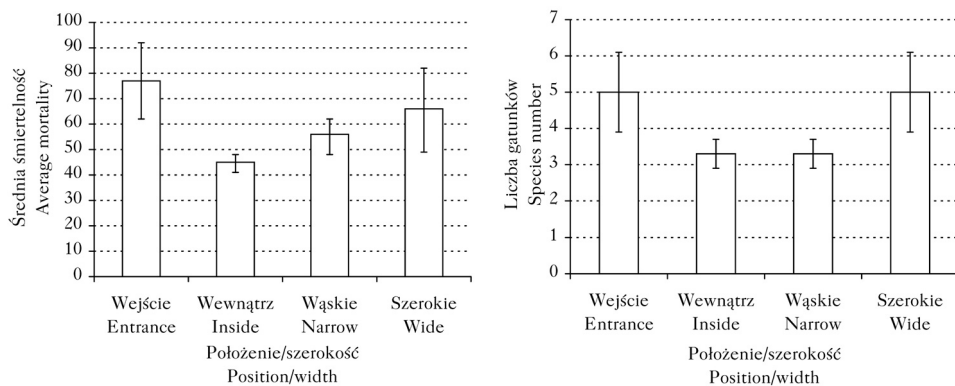 Średnia śmiertelność
Average mortality
100
90
80
70
60
50
40
30
20
10
0
Wejście
Entrance
Wewnątrz
Inside
Wąskie
Narrow
Szerokie
Wide
Położenie/szerokość
Position/width
Liczba gatunków
Species number
7
6
5
4
3
2
1
0
Wejście
Entrance
Wewnątrz
Inside
Wąskie
Narrow
Szerokie
Wide
Położenie/szerokość
Position/width